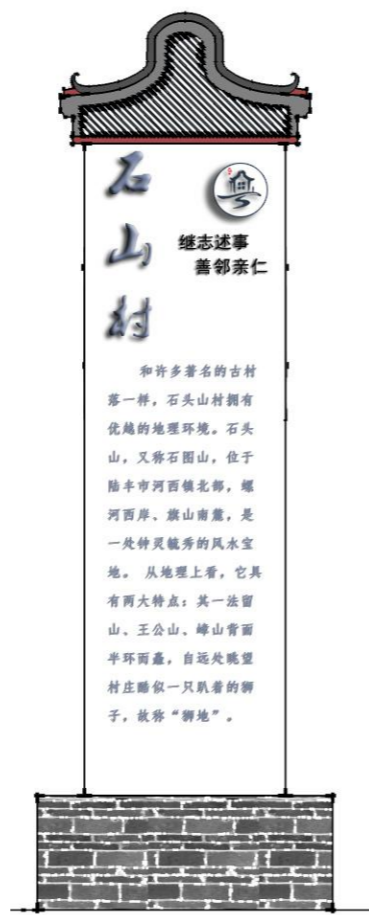 石山村
继志述事
善邻亲仁
和许多著名的古村
落一样，石头山村拥有
优越的地理环境。石头
山，又称石图山，位于
陆丰市河西镇北部，螺
河西岸、旗山南麓，是
一处钟灵毓秀的风水宝
地。 从地理上看，它具
有两大特点：其一法留
山、王公山、嶂山背面
半环而矗，自远处眺望
村庄酷似一只趴着的狮
子，故称“狮地”。